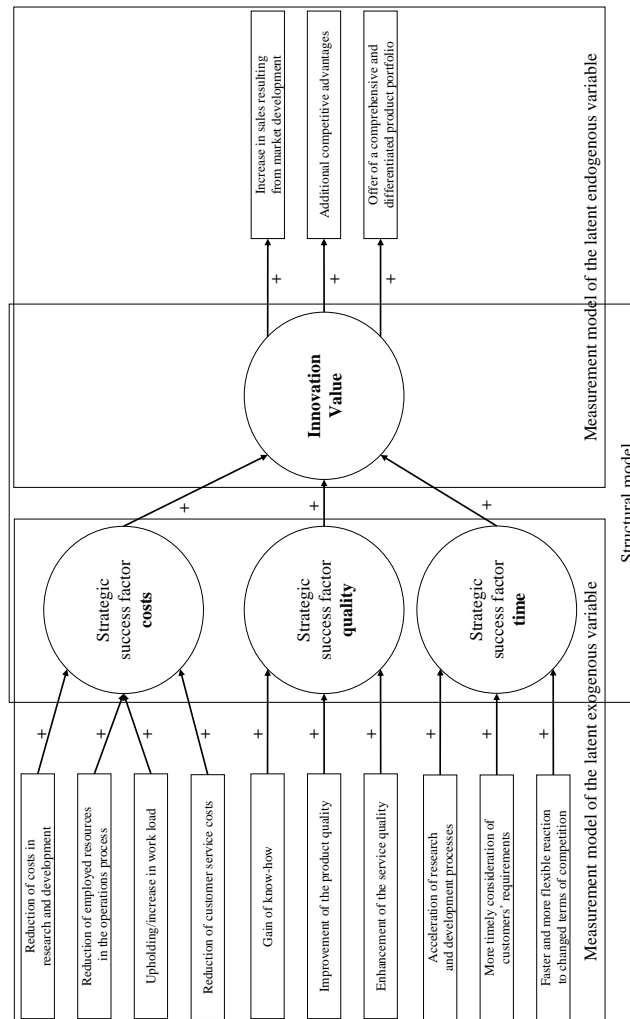 Reduction of costs in
research and development
Reduction of employed resources
in the operations process
Upholding/increase in work load
Reduction of customer service costs
Gain of know-how
Improvement of the product quality
Enhancement of the service quality
Acceleration of research
and development processes
More timely consideration of
customers' requirements
Faster and more flexible reaction
to changed terms of competition
+
+
+
+
+
+
+
+
+
Strategic
success factor
costs
Strategic
success factor
quality
Strategic
success factor
time
+
+
+
Innovation
Value
+
+
+
Increase in sales resulting
from market development
Additional competitive advantages
Offer of a comprehensive and
differentiated product portfolio
Measurement model of the latent exogenous variable
Measurement model of the latent endogenous variable
Structural model